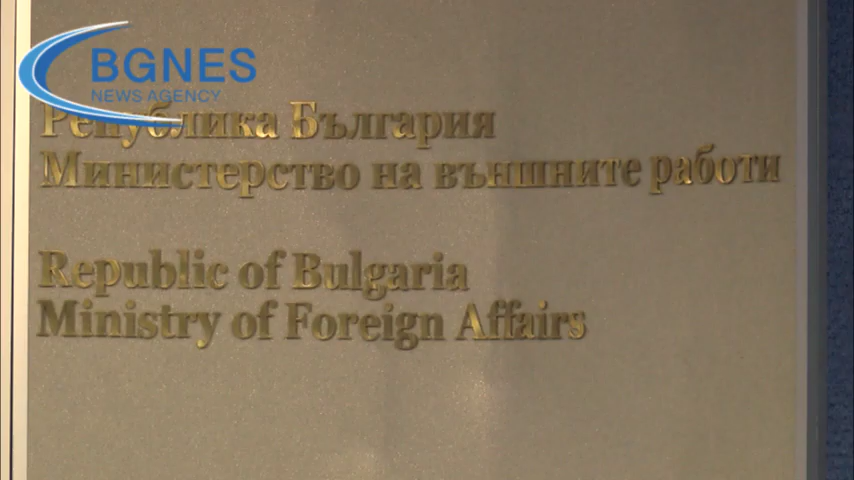 BGNES
NEWS AGENCY
Република България
Министерство на външните работи
Republic of Bulgaria
Ministry of Foreign Affairs